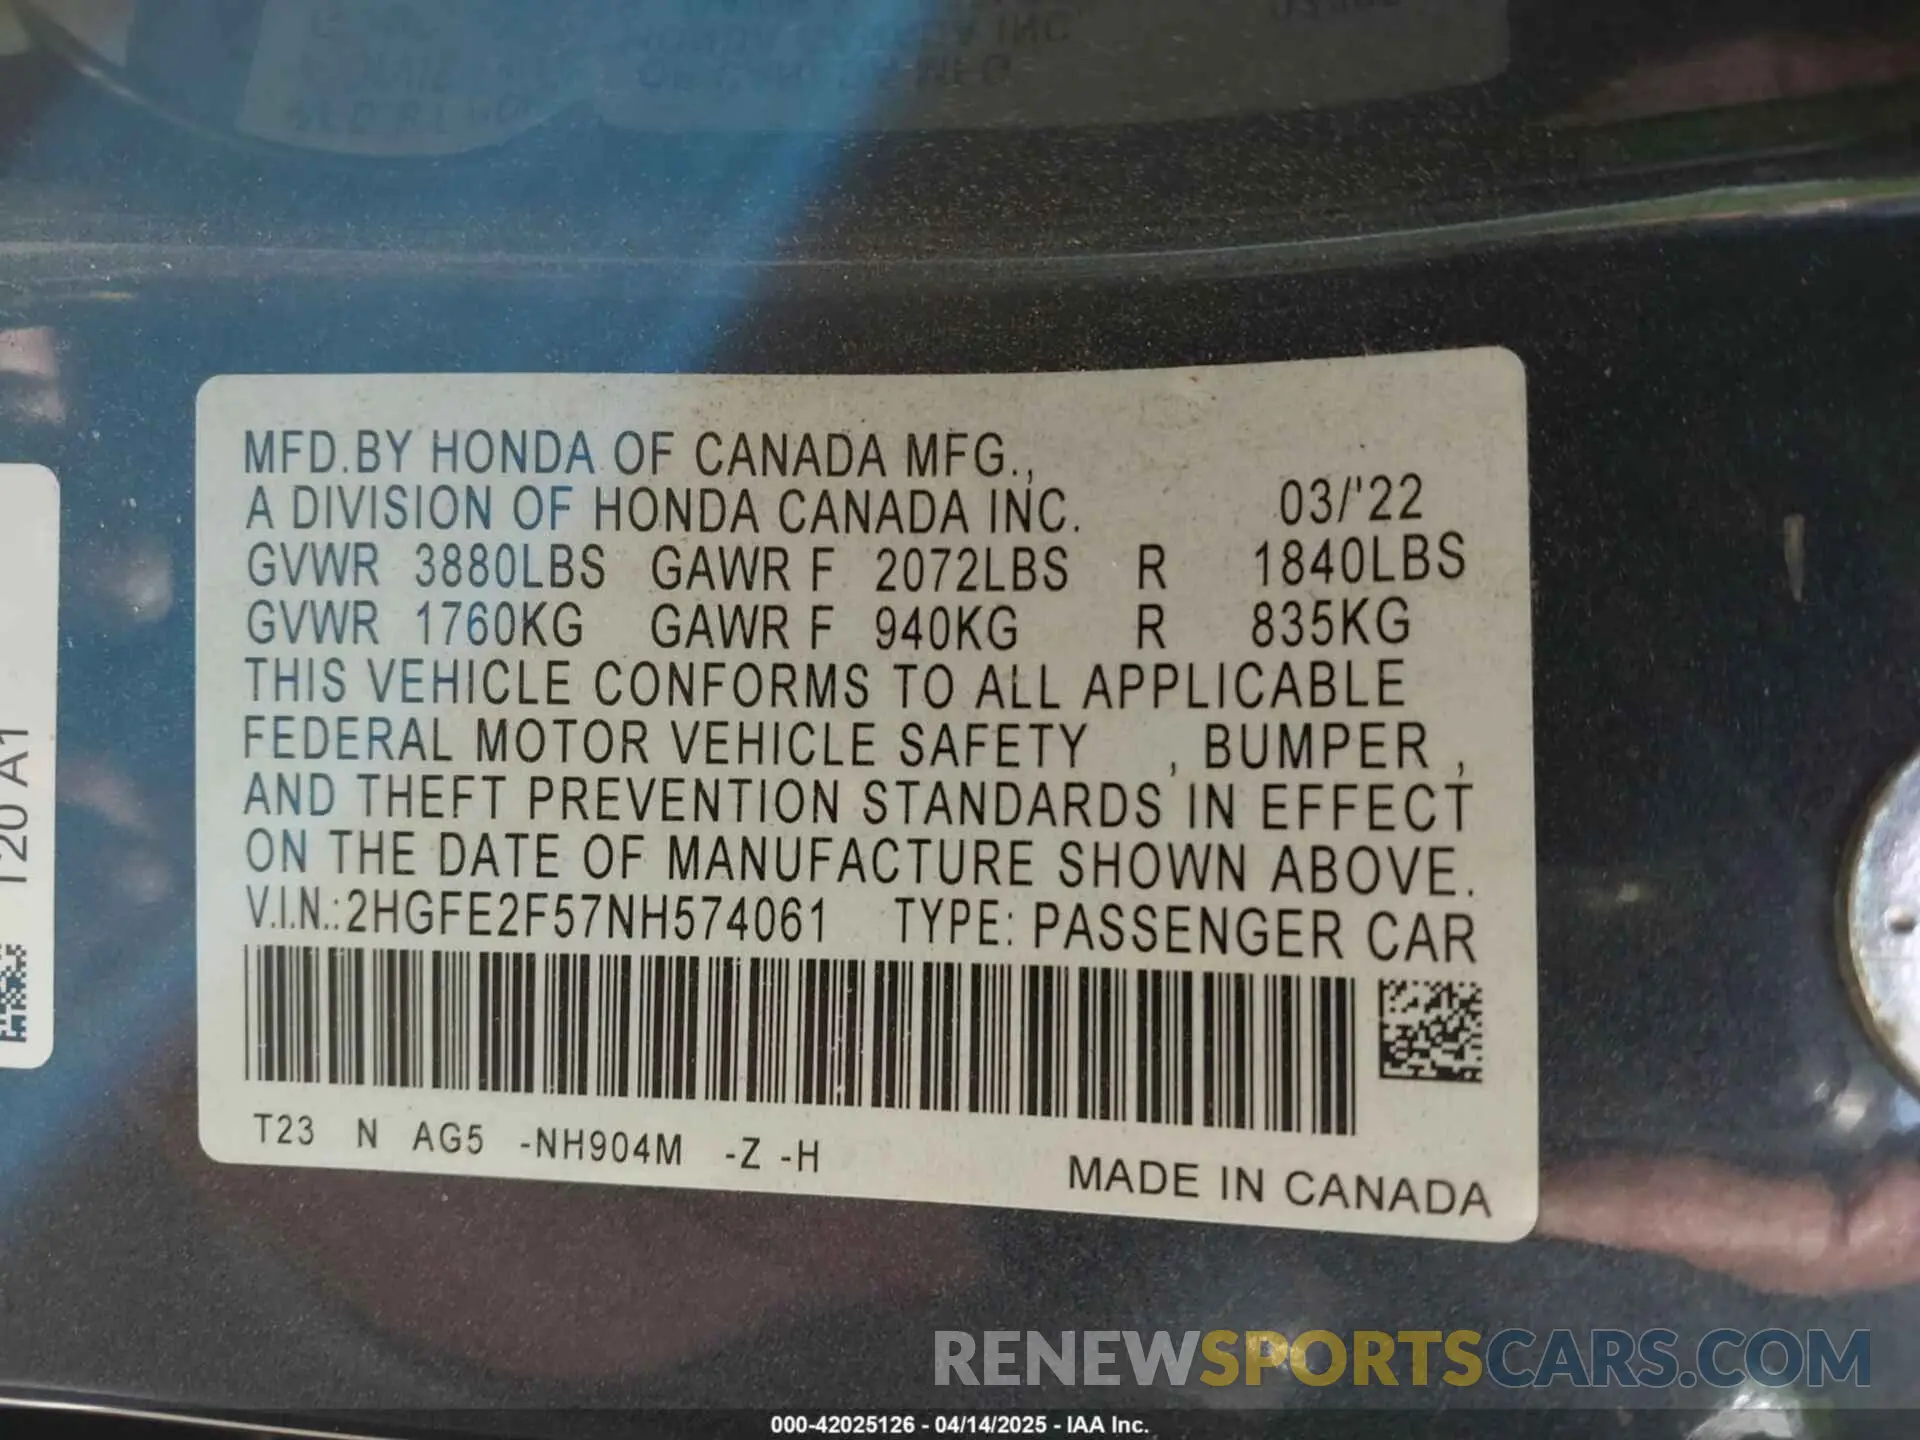 MFD.BY HONDA OF CANADA MFG.,
A DIVISION OF HONDA CANADA INC. 03/'22
GVWR 3880LBS GAWR F 2072LBS R 1840LBS
GVWR 1760KG GAWR F 940KG R 835KG
THIS VEHICLE CONFORMS TO ALL APPLICABLE
FEDERAL MOTOR VEHICLE SAFETY , BUMPER ,
AND THEFT PREVENTION STANDARDS IN EFFECT
ON THE DATE OF MANUFACTURE SHOWN ABOVE.
V.I.N.:2HGFE2F57NH574061 TYPE: PASSENGER CAR
T23 N AG5 -NH904M -Z -H
MADE IN CANADA
T20 A1
RENEWSPORTSCARS.COM
000-42025126 - 04/14/2025 - IAA Inc.